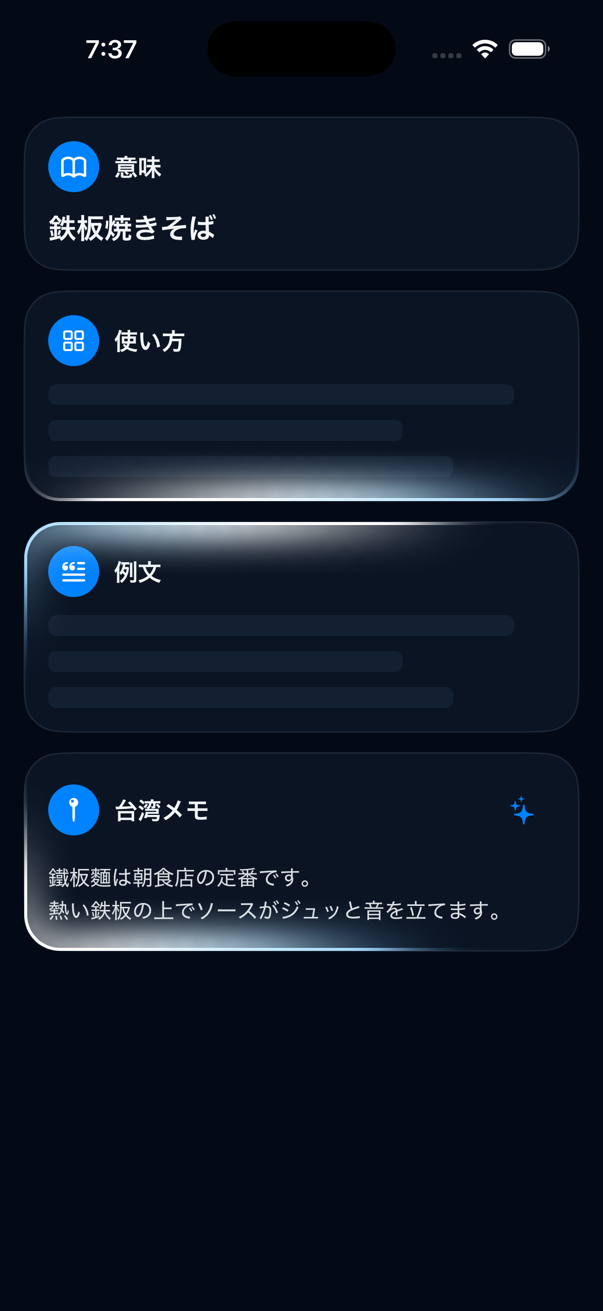 7:37
意味
鉄板焼きそば
使い方
例文
台湾メモ
鐵板麵は朝食店の定番です。
熱い鉄板の上でソースがジュッと音を立てます。